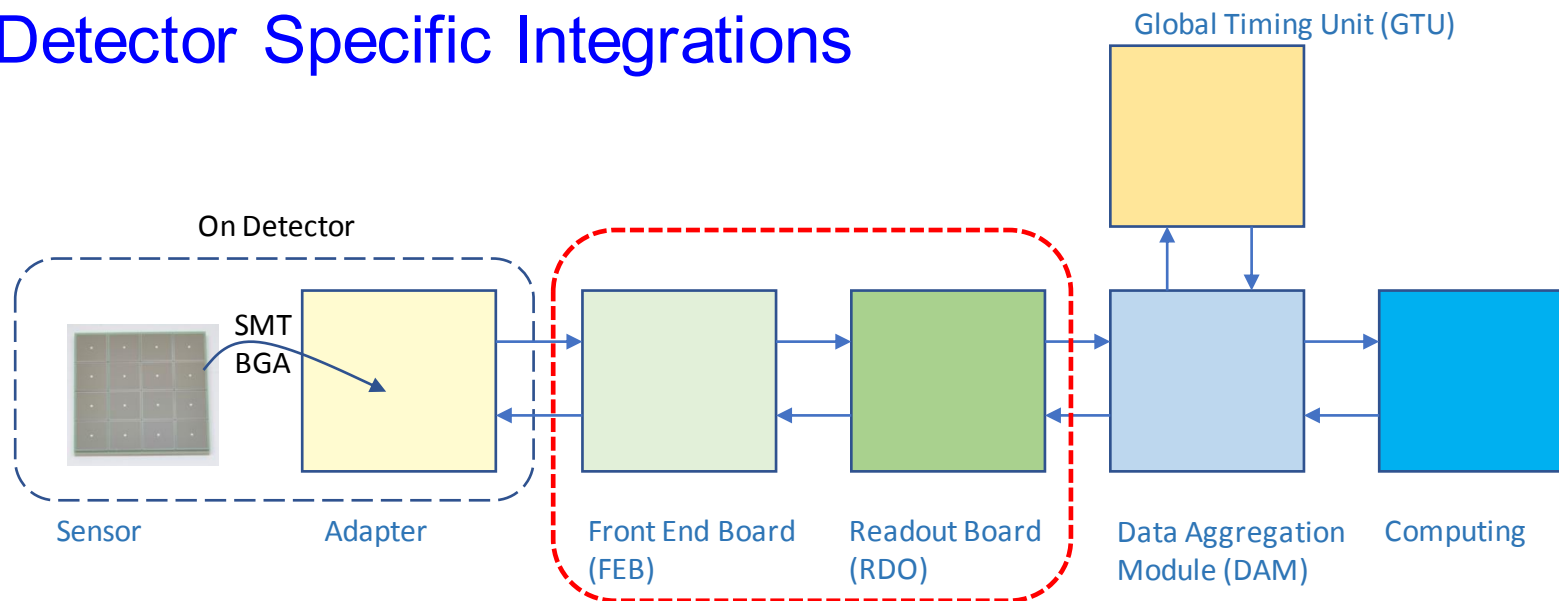 Detector Specific Integrations
Global Timing Unit (GTU)
On Detector
SMT
BGA
Sensor
Adapter
Front End Board
(FEB)
Readout Board
(RDO)
Data Aggregation
Module (DAM)
Computing